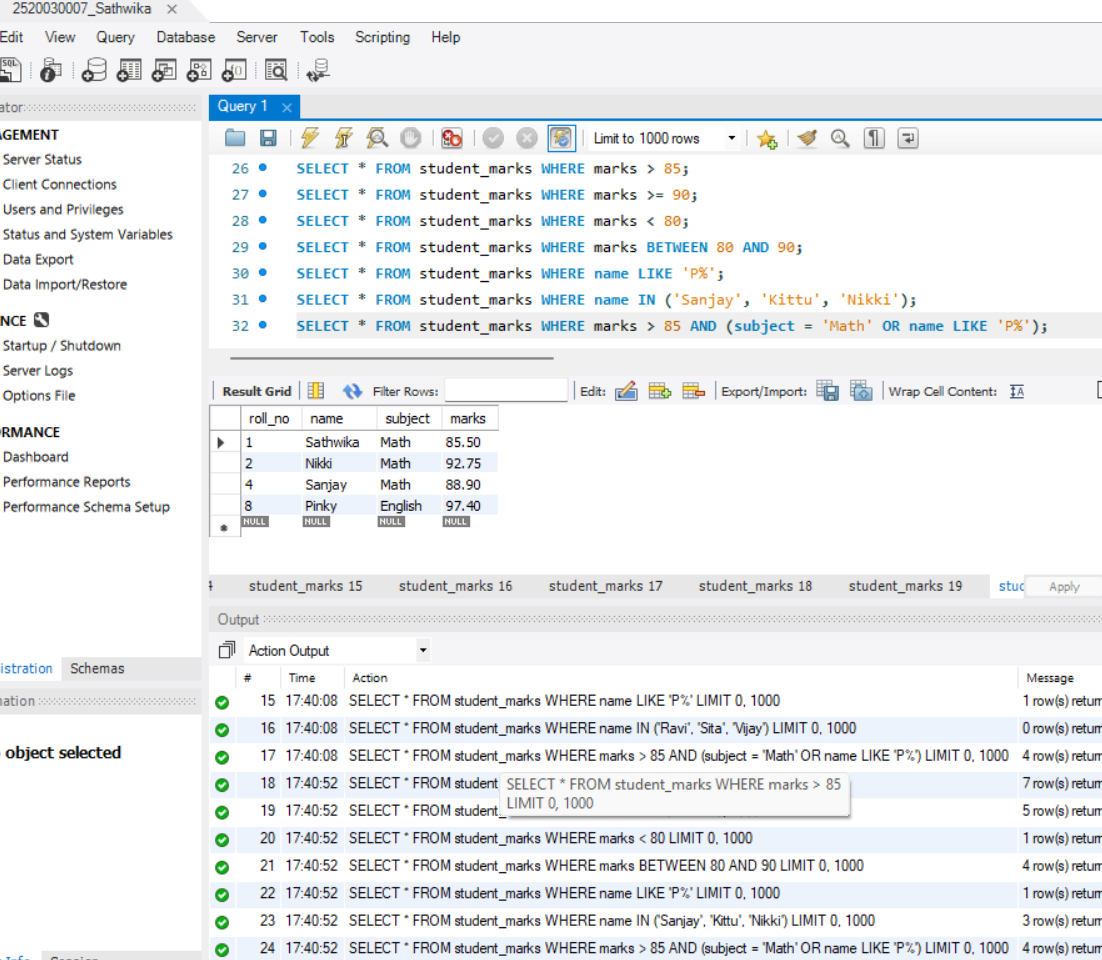 2520030007_Sathwika ×
Edit View Query Database Server Tools Scripting Help
SQL
Query 1 ×
GEMENT
Server Status
Client Connections
Users and Privileges
Status and System Variables
Data Export
Data Import/Restore
NCE
Startup / Shutdown
Server Logs
Options File
RMANCE
Dashboard
Performance Reports
Performance Schema Setup
istration Schemas
object selected
Limit to 1000 rows
26 SELECT * FROM student_marks WHERE marks > 85;
27 SELECT * FROM student_marks WHERE marks >= 90;
28 SELECT * FROM student_marks WHERE marks < 80;
29 SELECT * FROM student_marks WHERE marks BETWEEN 80 AND 90;
30 SELECT * FROM student_marks WHERE name LIKE 'P%';
31 SELECT * FROM student_marks WHERE name IN ('Sanjay', 'Kittu', 'Nikki');
32 SELECT * FROM student_marks WHERE marks > 85 AND (subject = 'Math' OR name LIKE 'P%');
Result Grid Filter Rows: Edit: Export/Import: Wrap Cell Content:
roll_no name subject marks
1 Sathwika Math 85.50
2 Nikki Math 92.75
4 Sanjay Math 88.90
8 Pinky English 97.40
NULL NULL NULL NULL
student_marks 15 student_marks 16 student_marks 17 student_marks 18 student_marks 19 stud Apply
Output
Action Output
# Time Action Message
15 17:40:08 SELECT * FROM student_marks WHERE name LIKE 'P%' LIMIT 0, 1000 1 row(s) return
16 17:40:08 SELECT * FROM student_marks WHERE name IN ('Ravi', 'Sita', 'Vijay') LIMIT 0, 1000 0 row(s) return
17 17:40:08 SELECT * FROM student_marks WHERE marks > 85 AND (subject = 'Math' OR name LIKE 'P%') LIMIT 0, 1000 4 row(s) return
18 17:40:52 SELECT * FROM student 7 row(s) return
SELECT * FROM student_marks WHERE marks > 85
LIMIT 0, 1000
19 17:40:52 SELECT * FROM student_ 5 row(s) return
20 17:40:52 SELECT * FROM student_marks WHERE marks < 80 LIMIT 0, 1000 1 row(s) return
21 17:40:52 SELECT * FROM student_marks WHERE marks BETWEEN 80 AND 90 LIMIT 0, 1000 4 row(s) return
22 17:40:52 SELECT * FROM student_marks WHERE name LIKE 'P%' LIMIT 0, 1000 1 row(s) return
23 17:40:52 SELECT * FROM student_marks WHERE name IN ('Sanjay', 'Kittu', 'Nikki') LIMIT 0, 1000 3 row(s) return
24 17:40:52 SELECT * FROM student_marks WHERE marks > 85 AND (subject = 'Math' OR name LIKE 'P%') LIMIT 0, 1000 4 row(s) return